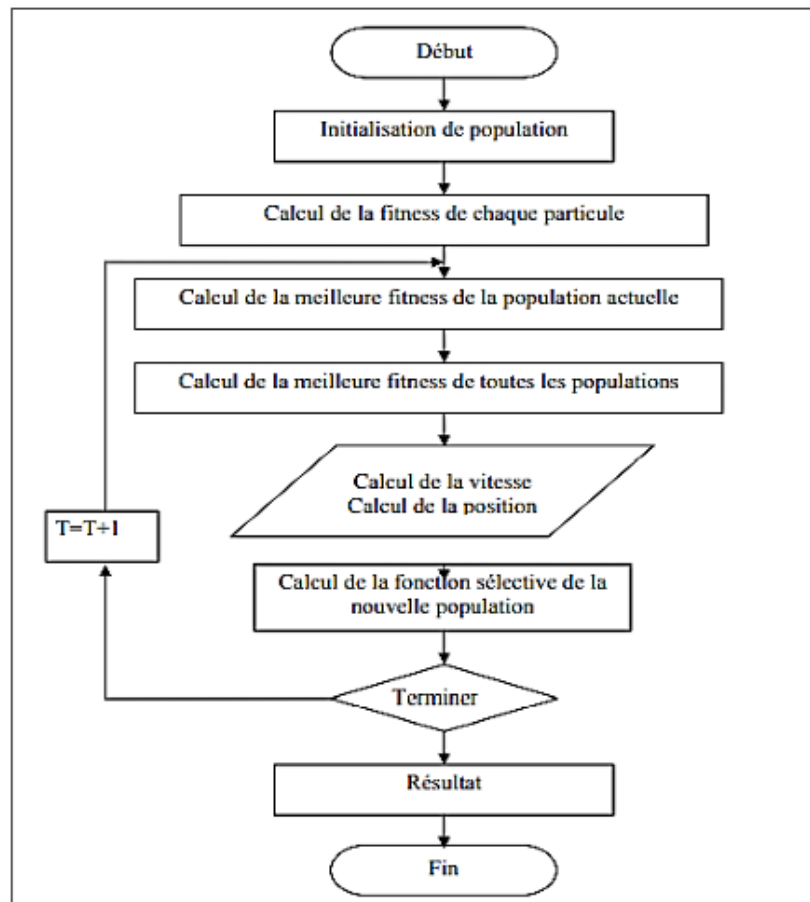 Début
Initialisation de population
Calcul de la fitness de chaque particule
Calcul de la meilleure fitness de la population actuelle
Calcul de la meilleure fitness de toutes les populations
Calcul de la vitesse
Calcul de la position
T=T+1
Calcul de la fonction sélective de la
nouvelle population
Terminer
Résultat
Fin